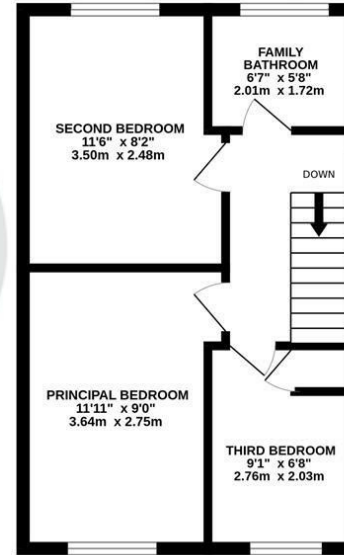 FAMILY
BATHROOM
6'7" x 5'8"
2.01m x 1.72m
SECOND BEDROOM
11'6" x 8'2"
3.50m x 2.48m
DOWN
PRINCIPAL BEDROOM
11'11" x 9'0"
3.64m x 2.75m
THIRD BEDROOM
9'1" x 6'8"
2.76m x 2.03m